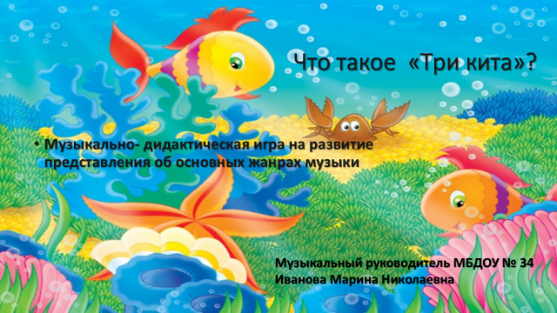 Что такое «Три кита»?
• Музыкально- дидактическая игра на развитие
представления об основных жанрах музыки
Музыкальный руководитель МБДОУ № 34
Иванова Марина Николаевна